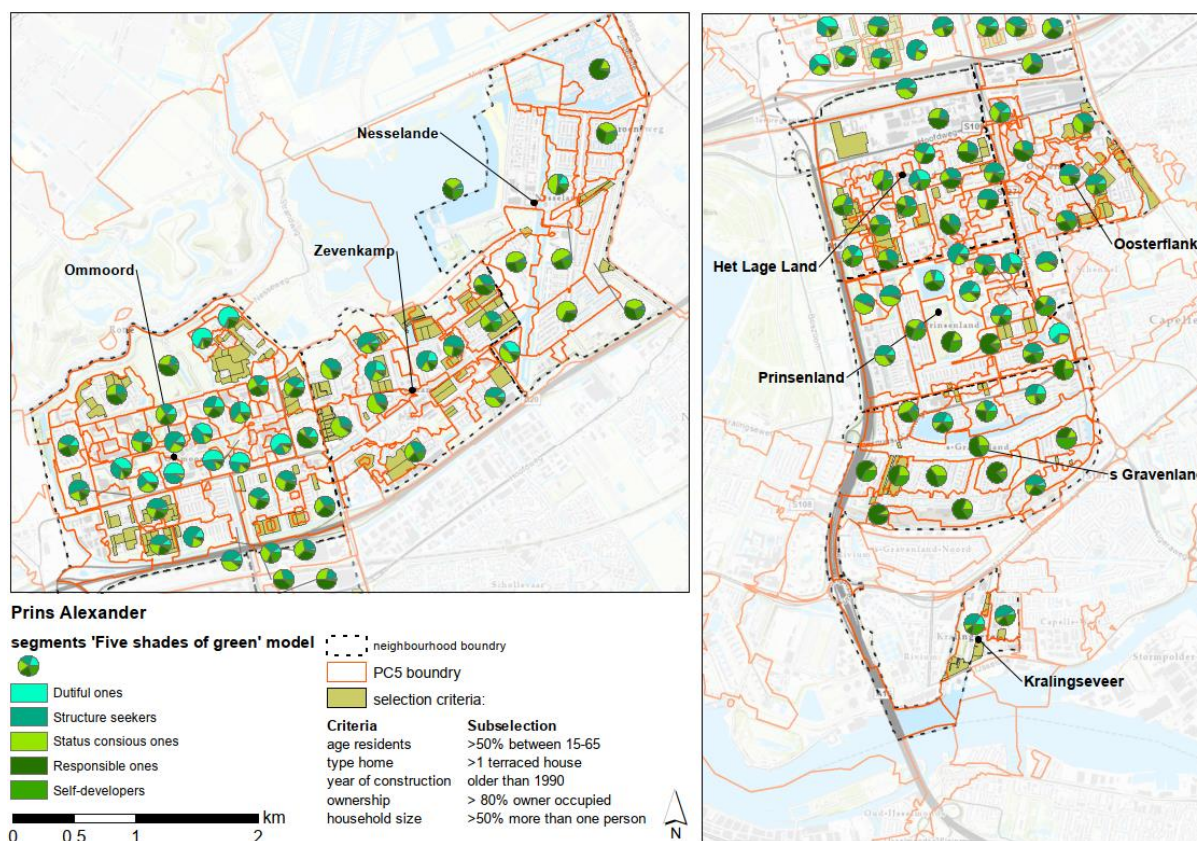 Nesselande
Zevenkamp
Ommoord
Het Lage Land
Oosterflank
Prinsenland
s Gravenland
Kralingseveer
Prins Alexander
segments 'Five shades of green' model
Dutiful ones
Structure seekers
Status consious ones
Responsible ones
Self-developers
0 0.5 1 2 km
neighbourhood boundry
PC5 boundry
selection criteria:
Criteria Subselection
age residents >50% between 15-65
type home >1 terraced house
year of construction older than 1990
ownership > 80% owner occupied
household size >50% more than one person
N